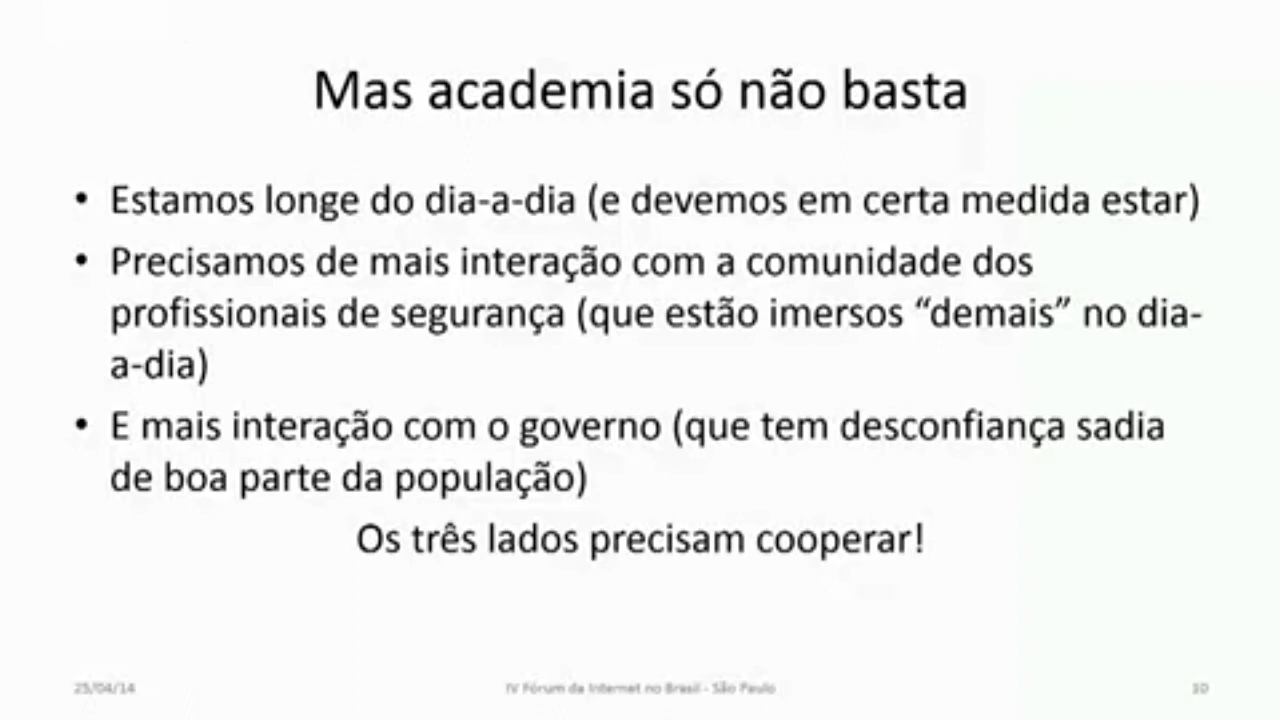 Mas academia só não basta
• Estamos longe do dia-a-dia (e devemos em certa medida estar)
• Precisamos de mais interação com a comunidade dos
profissionais de segurança (que estão imersos “demais” no dia-
a-dia)
• E mais interação com o governo (que tem desconfiança sadia
de boa parte da população)
Os três lados precisam cooperar!
25/04/14 IV Fórum da Internet no Brasil - São Paulo 10